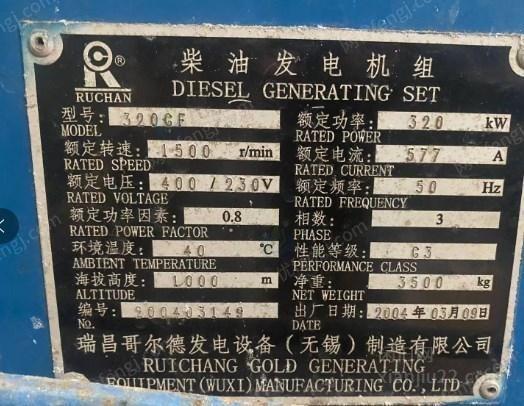 ® 柴油发电机组
RUCHAN DIESEL GENERATING SET
型号: 320GF 额定功率: 320 kW
MODEL RATED POWER
额定转速: 1500 r/min 额定电流: 577 A
RATED SPEED RATED CURRENT
额定电压: 400/230V 额定频率: 50 Hz
RATED VOLTAGE RATED FREQUENCY
额定功率因素: 0.8 相数: 3
RATED POWER FACTOR PHASE
环境温度: 40 °C 性能等级: G3
AMBIENT TEMPERATURE PERFORMANCE CLASS
海拔高度: 1000 m 净重: 3500 kg
ALTITUDE NET WEIGHT
编号: 出厂日期: 2004年03月09日
No. DATE
瑞昌哥尔德发电设备(无锡)制造有限公司
RUICHANG GOLD GENERATING
EQUIPMENT(WUXI)MANUFACTURING CO., LTD